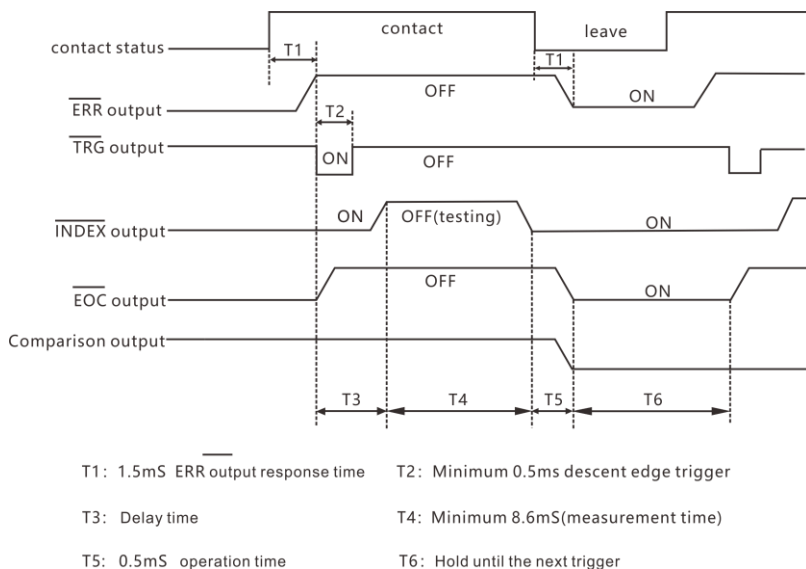 contact status
contact
leave
T1
T1
ERR output
OFF
ON
T2
TRG output
ON
OFF
INDEX output
ON
OFF(testing)
ON
EOC output
OFF
ON
Comparison output
T3
T4
T5
T6
T1: 1.5mS ERR output response time
T2: Minimum 0.5ms descent edge trigger
T3: Delay time
T4: Minimum 8.6mS(measurement time)
T5: 0.5mS operation time
T6: Hold until the next trigger